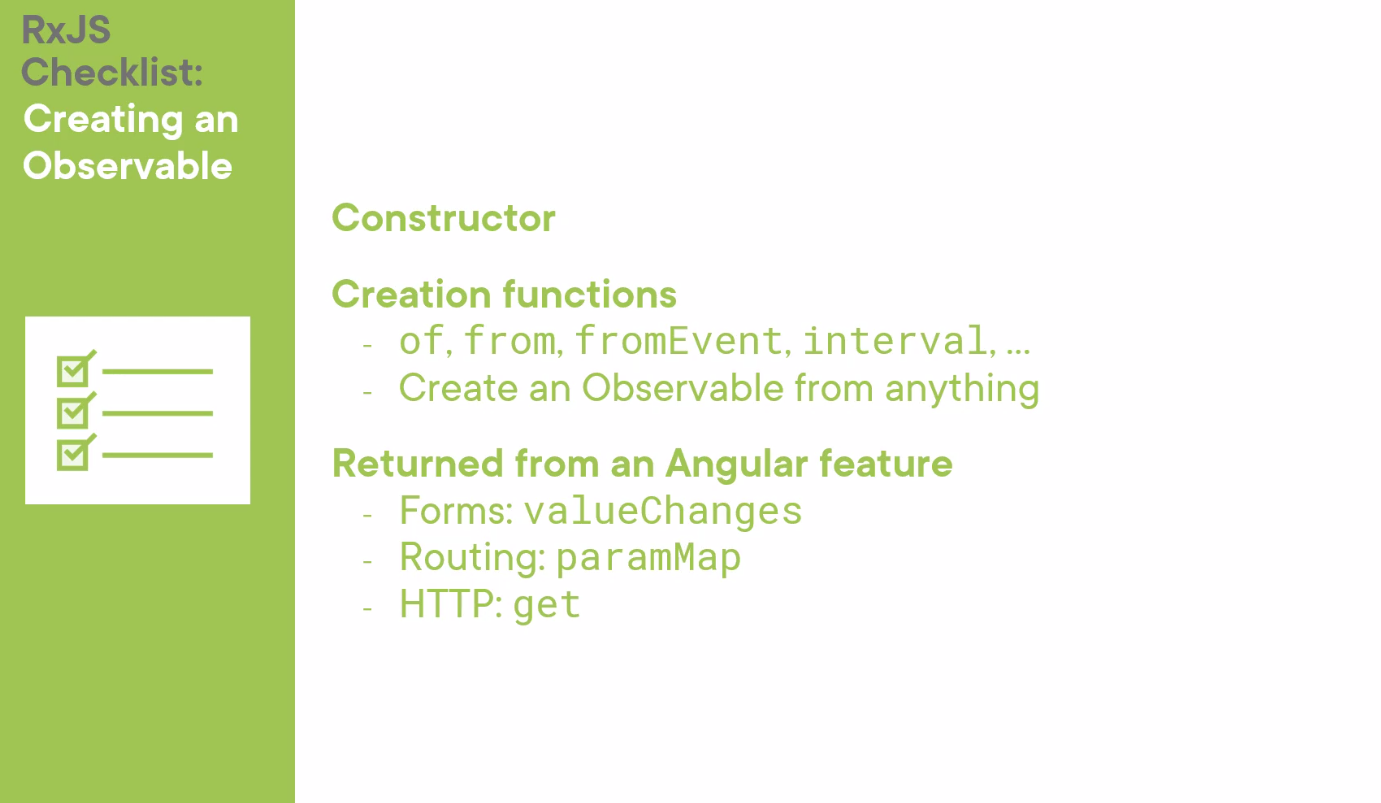 RxJS
Checklist:
Creating an
Observable
Constructor
Creation functions
- of, from, fromEvent, interval, ...
- Create an Observable from anything
Returned from an Angular feature
- Forms: valueChanges
- Routing: paramMap
- HTTP: get